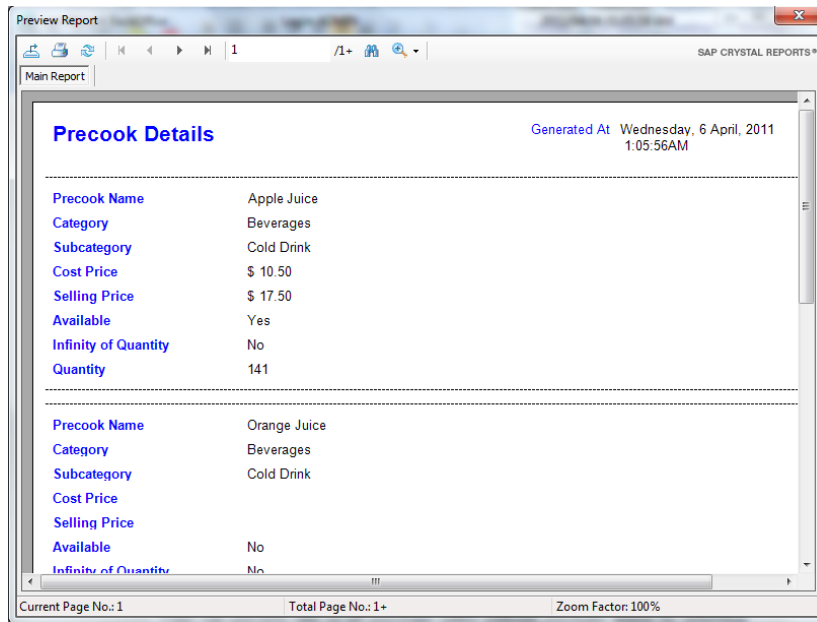 Preview Report
1 /1+ SAP CRYSTAL REPORTS®
Main Report
Precook Details Generated At Wednesday, 6 April, 2011
1:05:56AM
Precook Name Apple Juice
Category Beverages
Subcategory Cold Drink
Cost Price $ 10.50
Selling Price $ 17.50
Available Yes
Infinity of Quantity No
Quantity 141
Precook Name Orange Juice
Category Beverages
Subcategory Cold Drink
Cost Price
Selling Price
Available No
Infinity of Quantity No
Current Page No.: 1 Total Page No.: 1+ Zoom Factor: 100%